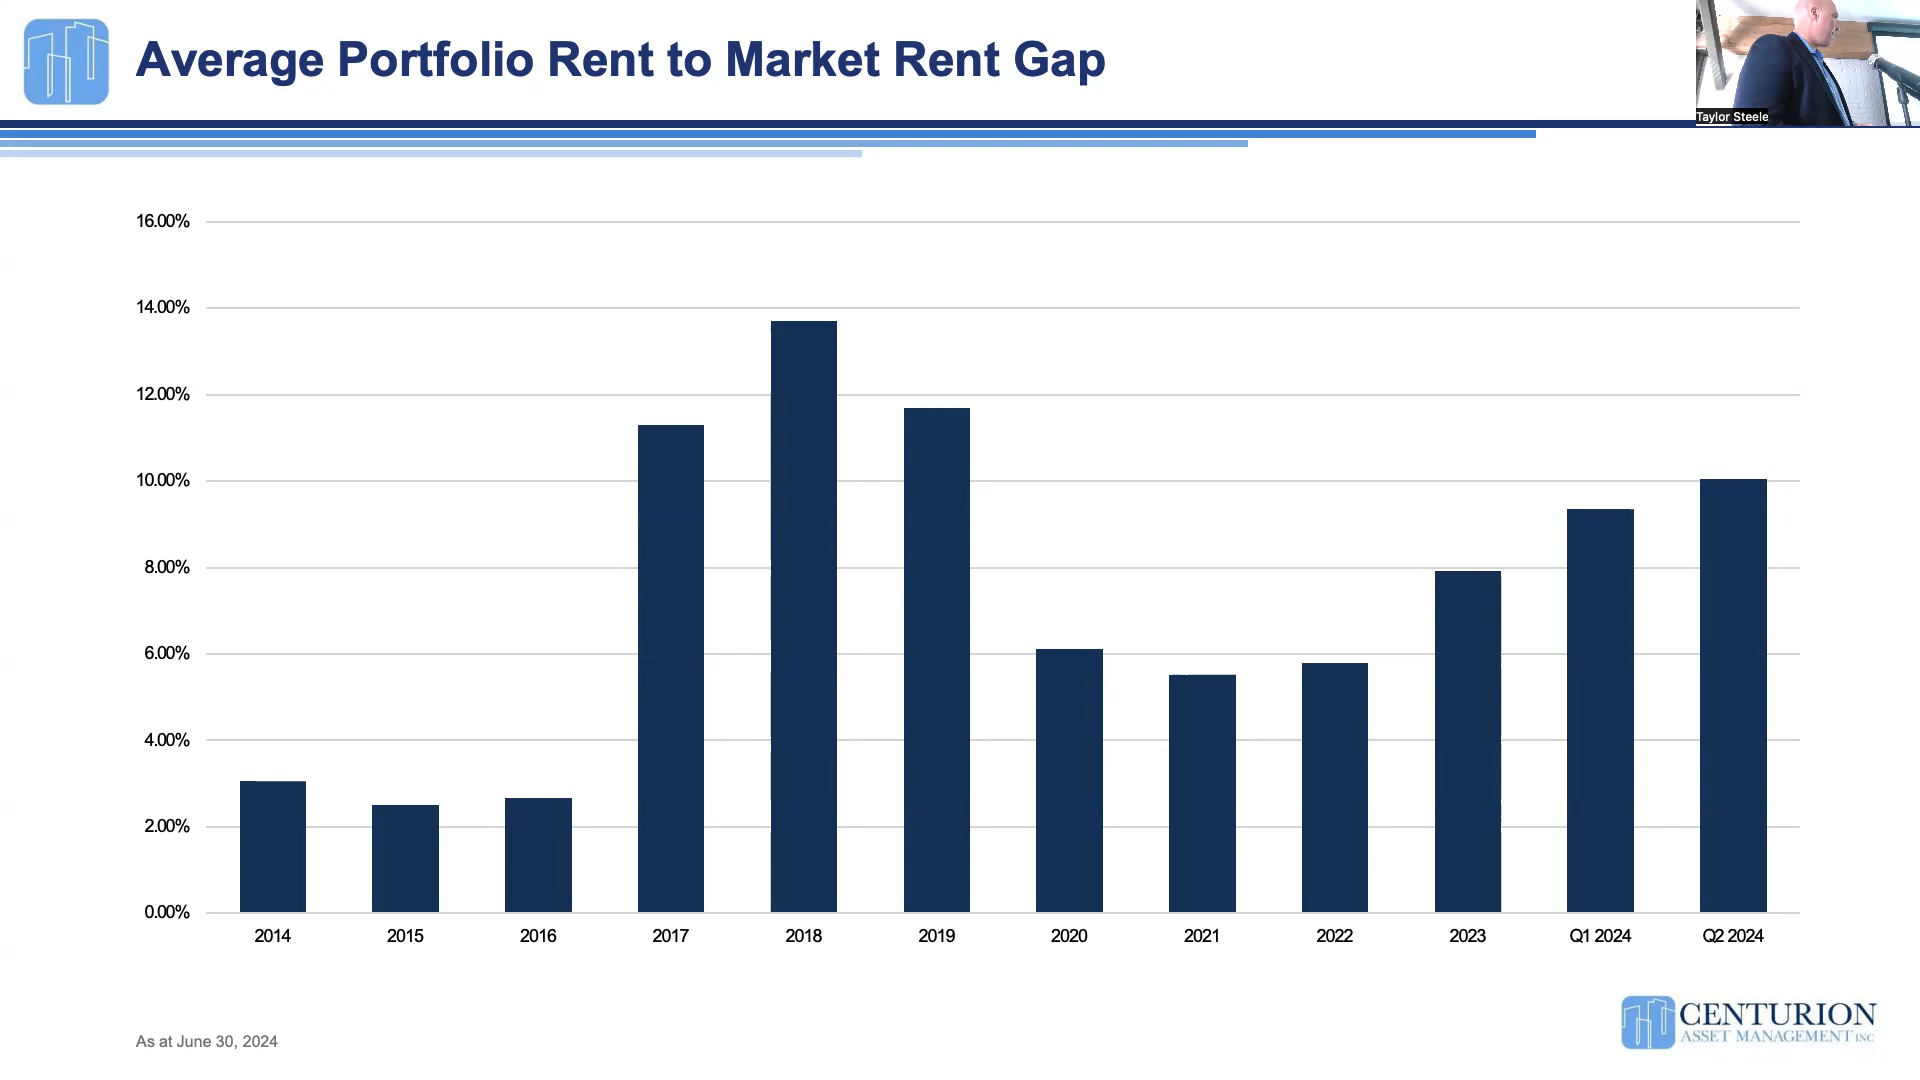 Average Portfolio Rent to Market Rent Gap
Taylor Steele
16.00%
14.00%
12.00%
10.00%
8.00%
6.00%
4.00%
2.00%
0.00%
2014 2015 2016 2017 2018 2019 2020 2021 2022 2023 Q1 2024 Q2 2024
As at June 30, 2024
CENTURION
ASSET MANAGEMENT INC